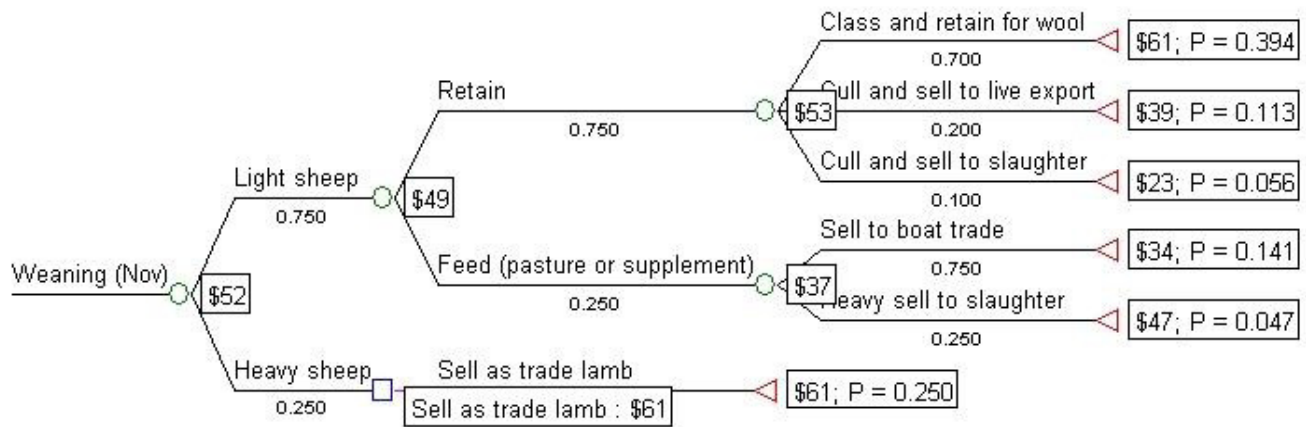 Class and retain for wool
0.700
$61; P = 0.394
Retain
0.750
$53
Cull and sell to live export
0.200
$39; P = 0.113
Cull and sell to slaughter
0.100
$23; P = 0.056
Light sheep
0.750
$49
Sell to boat trade
0.750
$34; P = 0.141
Feed (pasture or supplement)
0.250
$37
Heavy sell to slaughter
0.250
$47; P = 0.047
Weaning (Nov)
$52
Heavy sheep
0.250
Sell as trade lamb
Sell as trade lamb : $61
$61; P = 0.250